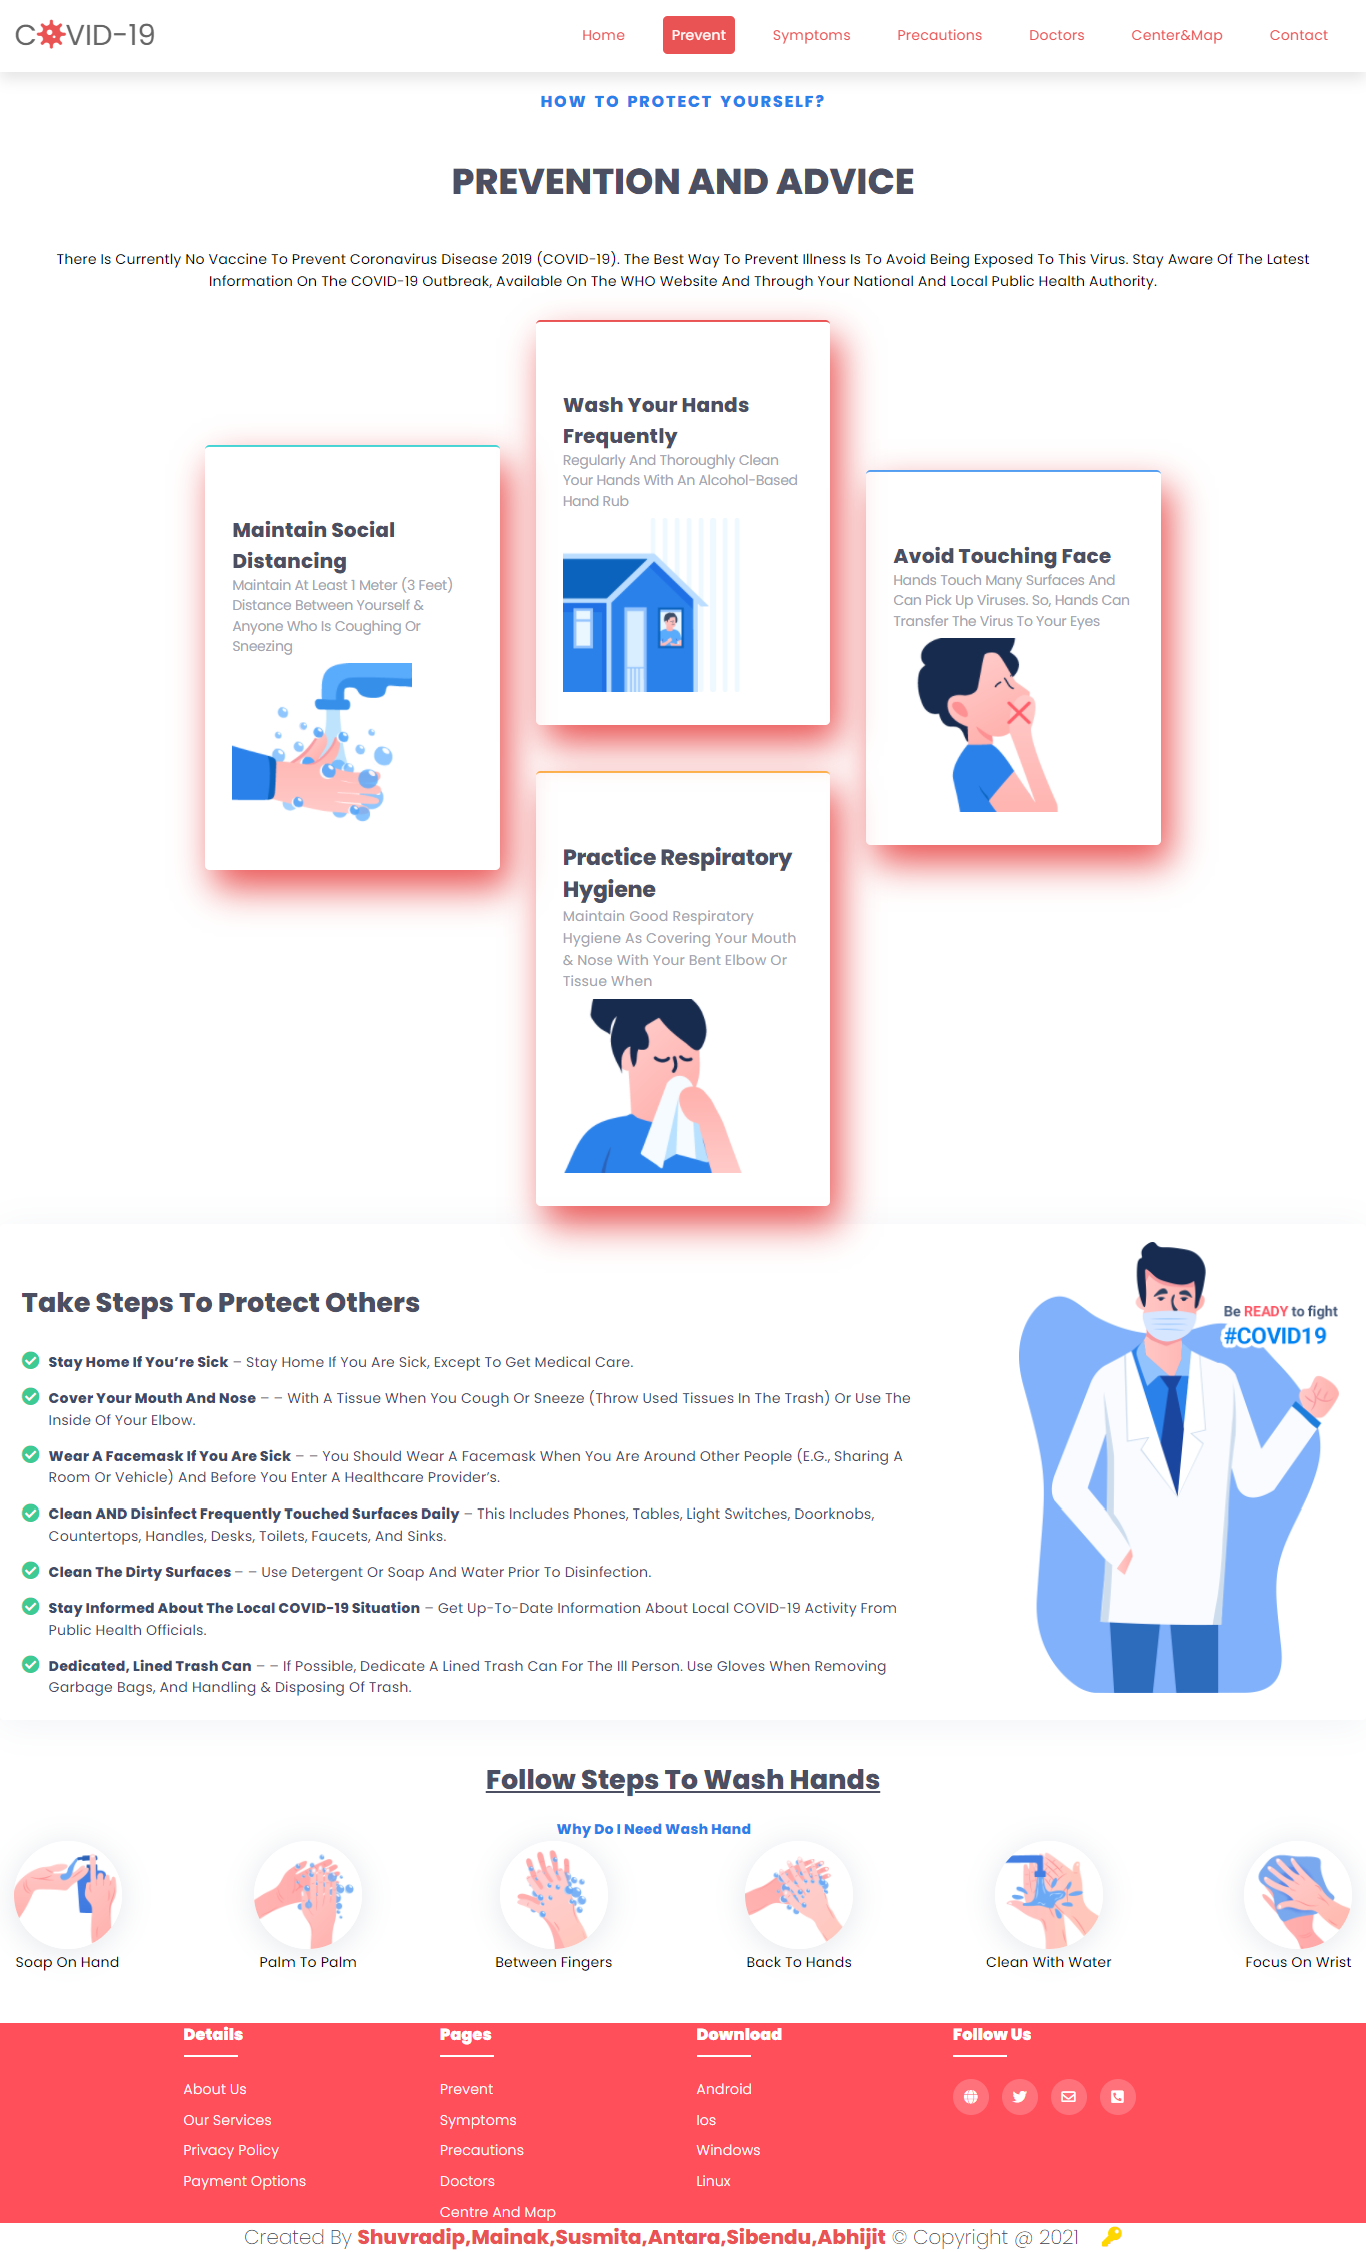 COVID-19
Home Prevent Symptoms Precautions Doctors Center&Map Contact
HOW TO PROTECT YOURSELF?
PREVENTION AND ADVICE
There Is Currently No Vaccine To Prevent Coronavirus Disease 2019 (COVID-19). The Best Way To Prevent Illness Is To Avoid Being Exposed To This Virus. Stay Aware Of The Latest
Information On The COVID-19 Outbreak, Available On The WHO Website And Through Your National And Local Public Health Authority.
Maintain Social
Distancing
Maintain At Least 1 Meter (3 Feet)
Distance Between Yourself &
Anyone Who Is Coughing Or
Sneezing
Wash Your Hands
Frequently
Regularly And Thoroughly Clean
Your Hands With An Alcohol-Based
Hand Rub
Practice Respiratory
Hygiene
Maintain Good Respiratory
Hygiene As Covering Your Mouth
& Nose With Your Bent Elbow Or
Tissue When
Avoid Touching Face
Hands Touch Many Surfaces And
Can Pick Up Viruses. So, Hands Can
Transfer The Virus To Your Eyes
Take Steps To Protect Others
Stay Home If You’re Sick – Stay Home If You Are Sick, Except To Get Medical Care.
Cover Your Mouth And Nose – – With A Tissue When You Cough Or Sneeze (Throw Used Tissues In The Trash) Or Use The
Inside Of Your Elbow.
Wear A Facemask If You Are Sick – – You Should Wear A Facemask When You Are Around Other People (E.G., Sharing A
Room Or Vehicle) And Before You Enter A Healthcare Provider’s.
Clean AND Disinfect Frequently Touched Surfaces Daily – This Includes Phones, Tables, Light Switches, Doorknobs,
Countertops, Handles, Desks, Toilets, Faucets, And Sinks.
Clean The Dirty Surfaces – – Use Detergent Or Soap And Water Prior To Disinfection.
Stay Informed About The Local COVID-19 Situation – Get Up-To-Date Information About Local COVID-19 Activity From
Public Health Officials.
Dedicated, Lined Trash Can – – If Possible, Dedicate A Lined Trash Can For The Ill Person. Use Gloves When Removing
Garbage Bags, And Handling & Disposing Of Trash.
Be READY to fight
#COVID19
Follow Steps To Wash Hands
Why Do I Need Wash Hand
Soap On Hand
Palm To Palm
Between Fingers
Back To Hands
Clean With Water
Focus On Wrist
Details
About Us
Our Services
Privacy Policy
Payment Options
Pages
Prevent
Symptoms
Precautions
Doctors
Centre And Map
Download
Android
Ios
Windows
Linux
Follow Us
Created By Shuvradip,Mainak,Susmita,Antara,Sibendu,Abhijit © Copyright @ 2021